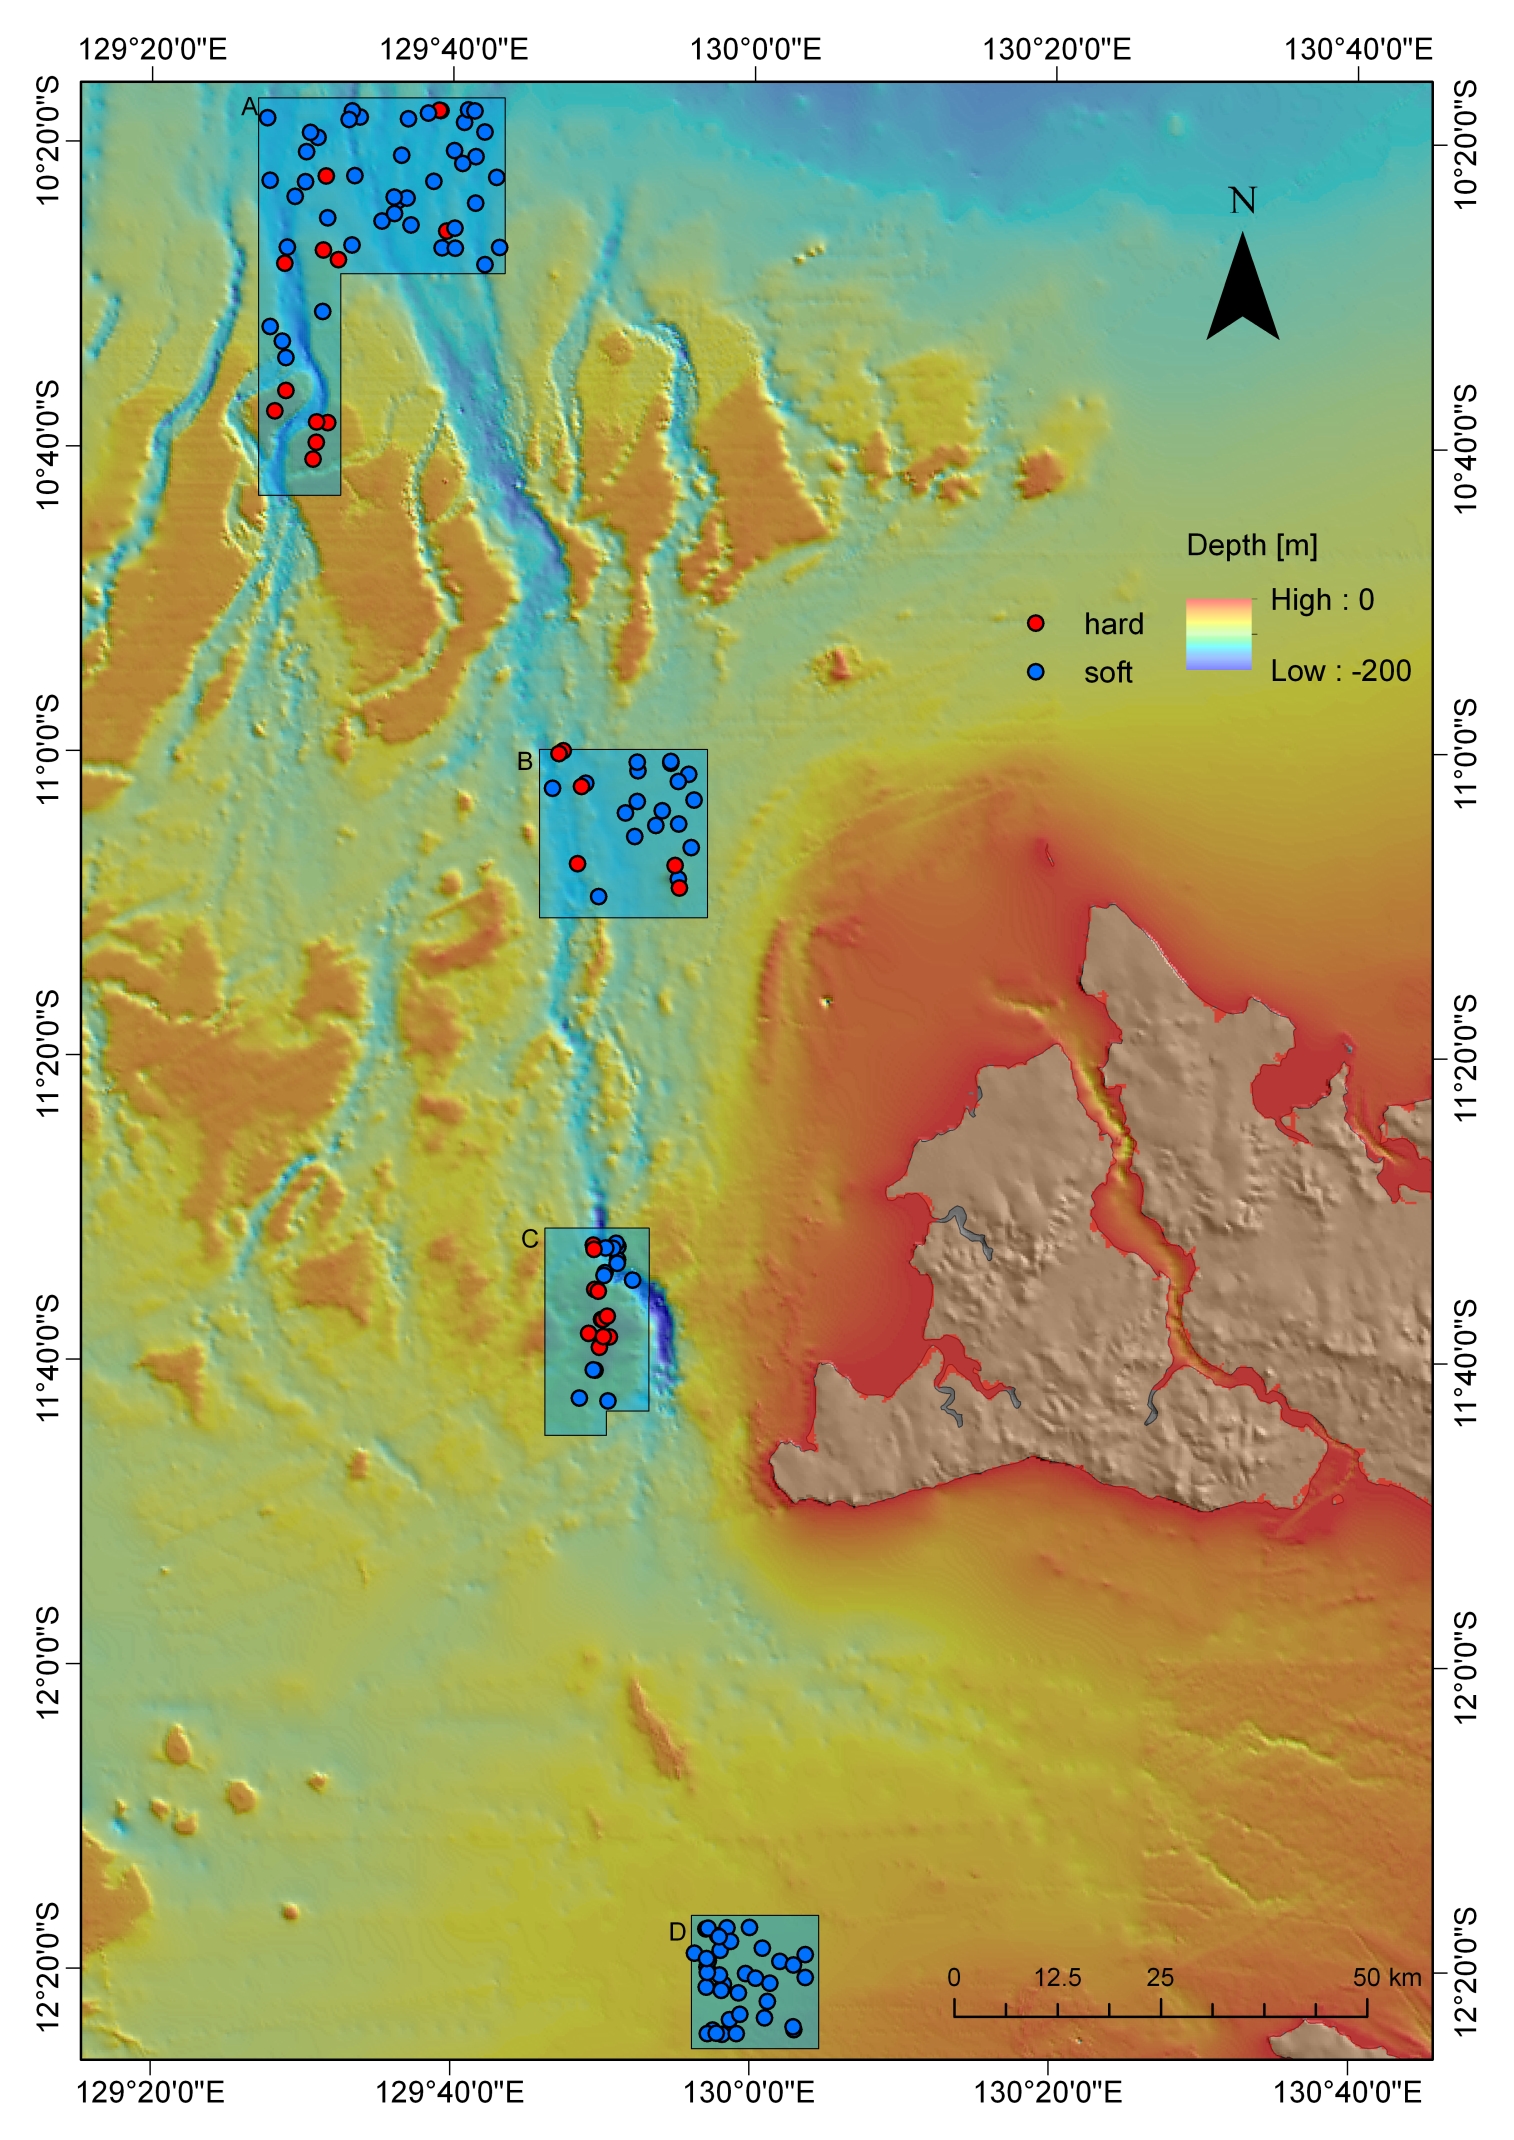 129°20'0"E 129°40'0"E 130°0'0"E 130°20'0"E 130°40'0"E
A
10°20'0"S 10°20'0"S
N
10°40'0"S 10°40'0"S
Depth [m]
High : 0
hard
soft
Low : -200
11°0'0"S 11°0'0"S
B
11°20'0"S 11°20'0"S
C
11°40'0"S 11°40'0"S
12°0'0"S 12°0'0"S
D
12°20'0"S 12°20'0"S
0 12.5 25 50 km
129°20'0"E 129°40'0"E 130°0'0"E 130°20'0"E 130°40'0"E